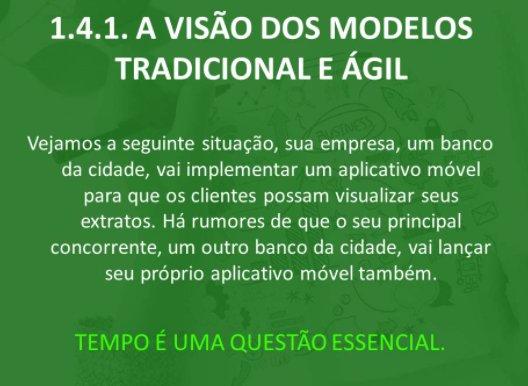 1.4.1. A VISÃO DOS MODELOS
TRADICIONAL E ÁGIL
Vejamos a seguinte situação, sua empresa, um banco
da cidade, vai implementar um aplicativo móvel
para que os clientes possam visualizar seus
extratos. Há rumores de que o seu principal
concorrente, um outro banco da cidade, vai lançar
seu próprio aplicativo móvel também.
TEMPO É UMA QUESTÃO ESSENCIAL.